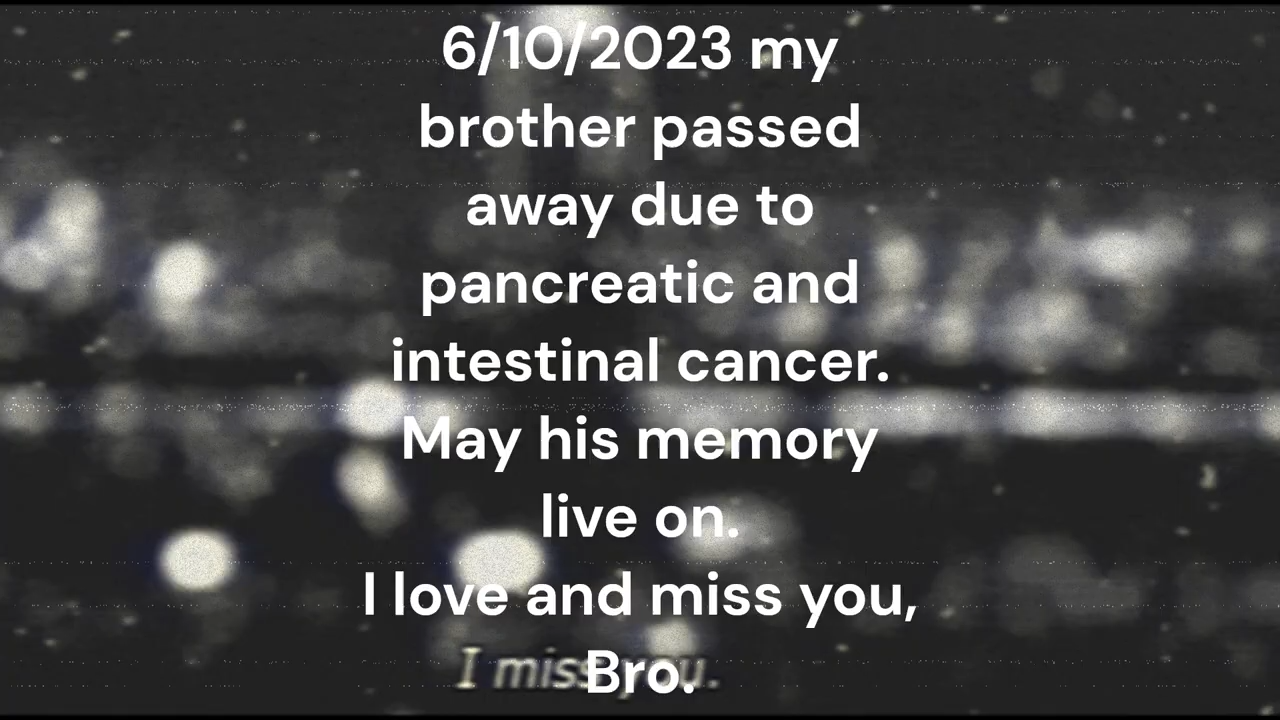 6/10/2023 my
brother passed
away due to
pancreatic and
intestinal cancer.
May his memory
live on.
I love and miss you,
Bro.
I miss you.